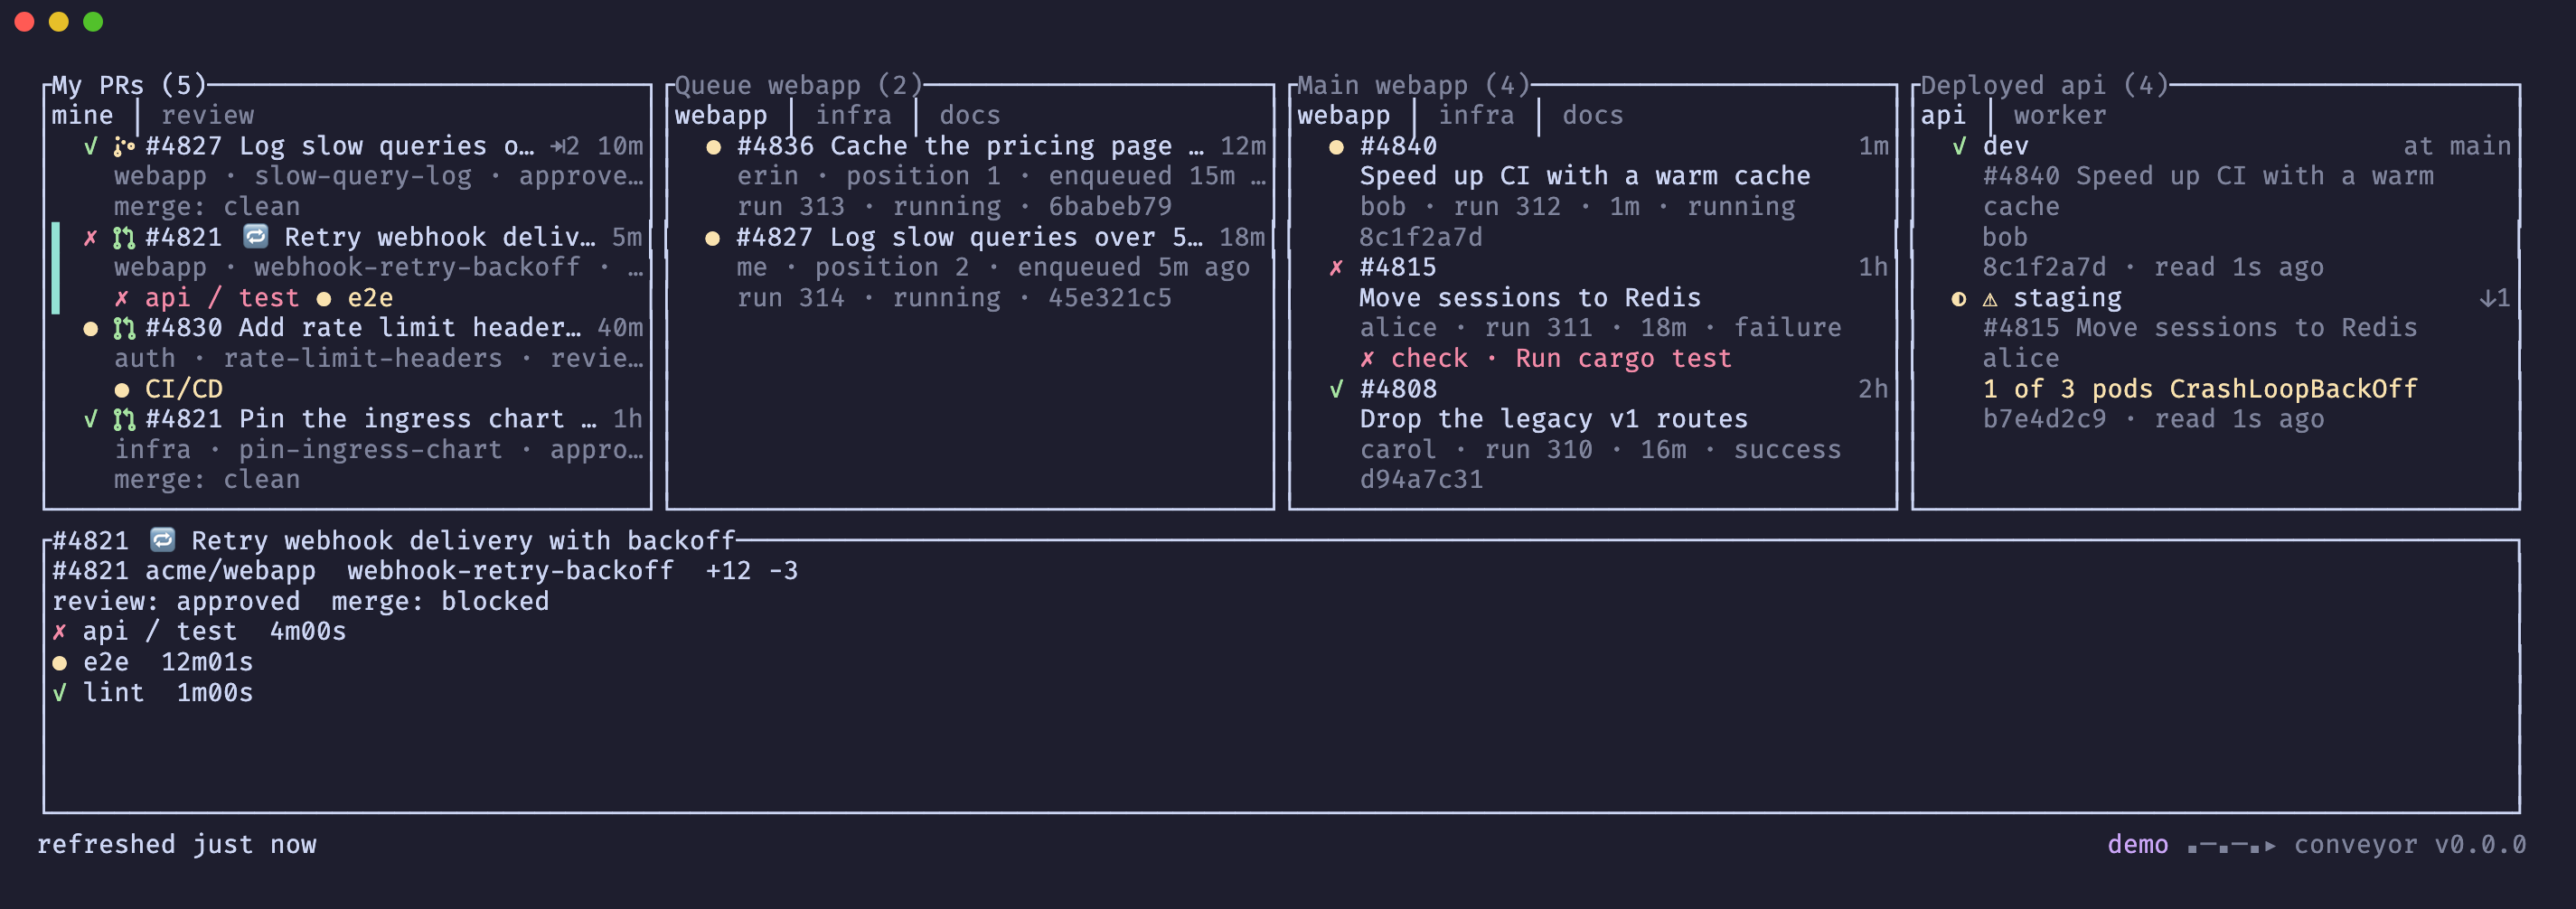 My PRs (5)
mine │ review
✓ #4827 Log slow queries o… ⇥2 10m
webapp · slow-query-log · approve…
merge: clean
✗ #4821 🔁 Retry webhook deliv… 5m
webapp · webhook-retry-backoff · …
✗ api / test ● e2e
● #4830 Add rate limit header… 40m
auth · rate-limit-headers · revie…
● CI/CD
✓ #4821 Pin the ingress chart … 1h
infra · pin-ingress-chart · appro…
merge: clean
Queue webapp (2)
webapp │ infra │ docs
● #4836 Cache the pricing page … 12m
erin · position 1 · enqueued 15m …
run 313 · running · 6babeb79
● #4827 Log slow queries over 5… 18m
me · position 2 · enqueued 5m ago
run 314 · running · 45e321c5
Main webapp (4)
webapp │ infra │ docs
● #4840 1m
Speed up CI with a warm cache
bob · run 312 · 1m · running
8c1f2a7d
✗ #4815 1h
Move sessions to Redis
alice · run 311 · 18m · failure
✗ check · Run cargo test
✓ #4808 2h
Drop the legacy v1 routes
carol · run 310 · 16m · success
d94a7c31
Deployed api (4)
api │ worker
✓ dev at main
#4840 Speed up CI with a warm
cache
bob
8c1f2a7d · read 1s ago
◐ ⚠ staging ↓1
#4815 Move sessions to Redis
alice
1 of 3 pods CrashLoopBackOff
b7e4d2c9 · read 1s ago
#4821 🔁 Retry webhook delivery with backoff
#4821 acme/webapp webhook-retry-backoff +12 -3
review: approved merge: blocked
✗ api / test 4m00s
● e2e 12m01s
✓ lint 1m00s
refreshed just now
demo ▪─▪─▪▸ conveyor v0.0.0